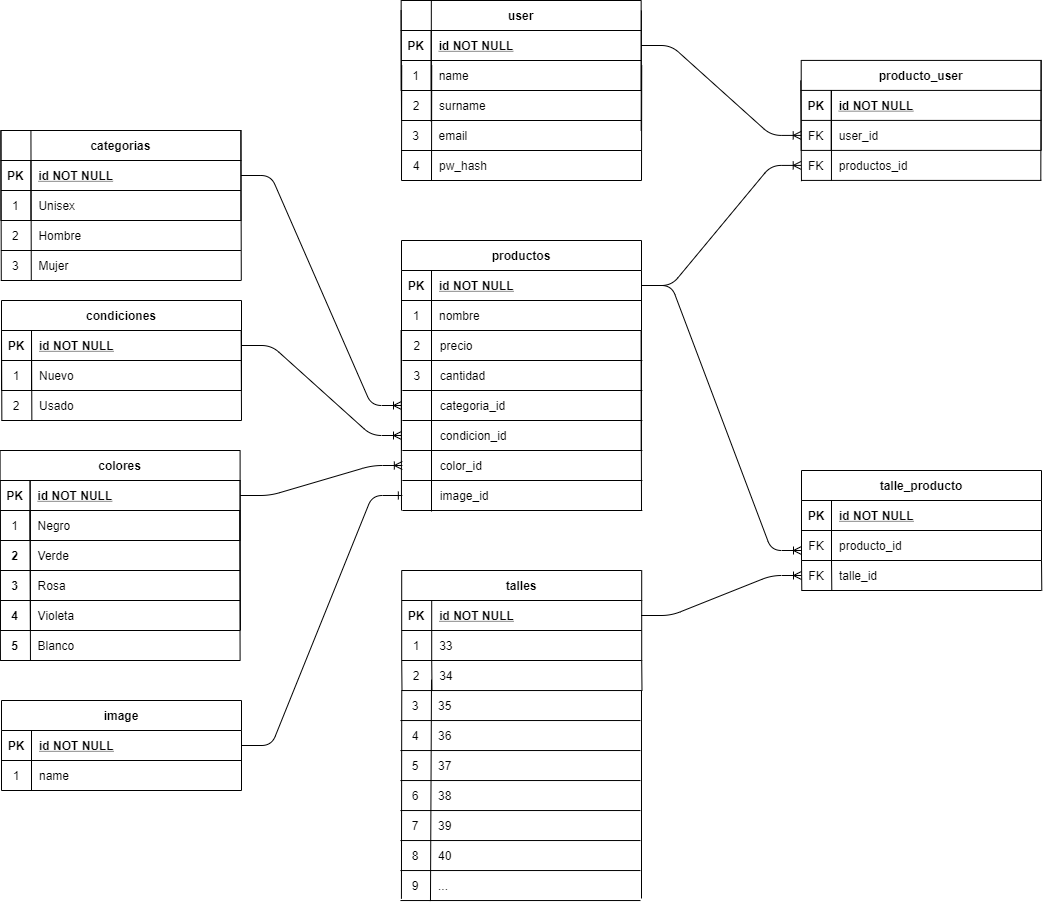 user
PK id NOT NULL
1 name
2 surname
3 email
4 pw_hash
producto_user
PK id NOT NULL
FK user_id
FK productos_id
categorias
PK id NOT NULL
1 Unisex
2 Hombre
3 Mujer
condiciones
PK id NOT NULL
1 Nuevo
2 Usado
colores
PK id NOT NULL
1 Negro
2 Verde
3 Rosa
4 Violeta
5 Blanco
image
PK id NOT NULL
1 name
productos
PK id NOT NULL
1 nombre
2 precio
3 cantidad
categoria_id
condicion_id
color_id
image_id
talles
PK id NOT NULL
1 33
2 34
3 35
4 36
5 37
6 38
7 39
8 40
9 ...
talle_producto
PK id NOT NULL
FK producto_id
FK talle_id